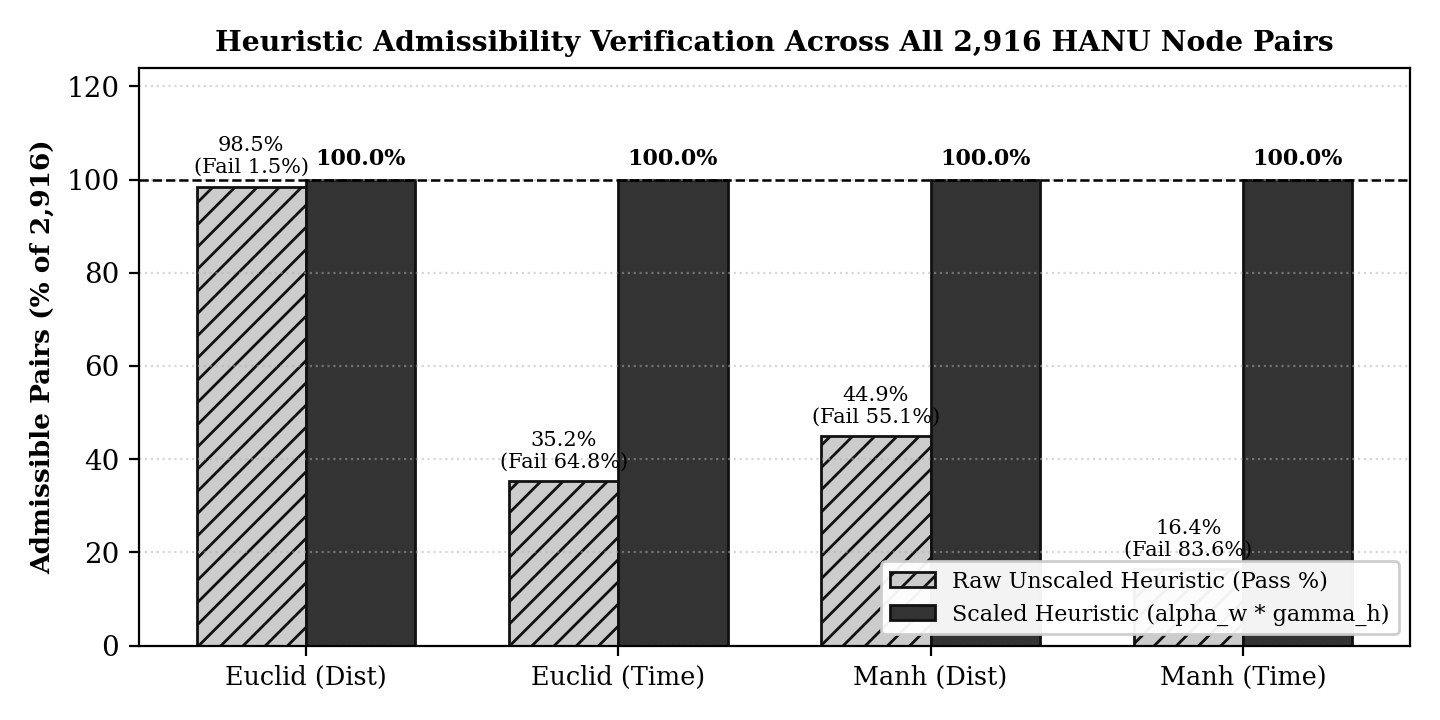 Heuristic Admissibility Verification Across All 2,916 HANU Node Pairs
Admissible Pairs (% of 2,916)
120
100
80
60
40
20
0
98.5%
(Fail 1.5%)
100.0%
35.2%
(Fail 64.8%)
100.0%
44.9%
(Fail 55.1%)
100.0%
16.4%
(Fail 83.6%)
100.0%
Raw Unscaled Heuristic (Pass %)
Scaled Heuristic (alpha_w * gamma_h)
Euclid (Dist)
Euclid (Time)
Manh (Dist)
Manh (Time)